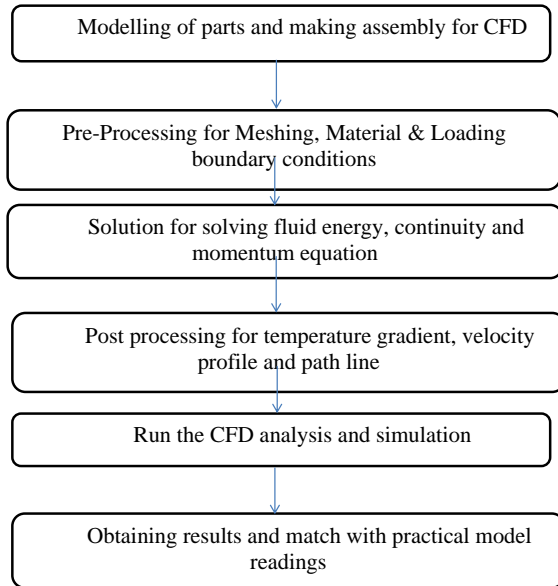 Modelling of parts and making assembly for CFD
Pre-Processing for Meshing, Material & Loading
boundary conditions
Solution for solving fluid energy, continuity and
momentum equation
Post processing for temperature gradient, velocity
profile and path line
Run the CFD analysis and simulation
Obtaining results and match with practical model
readings